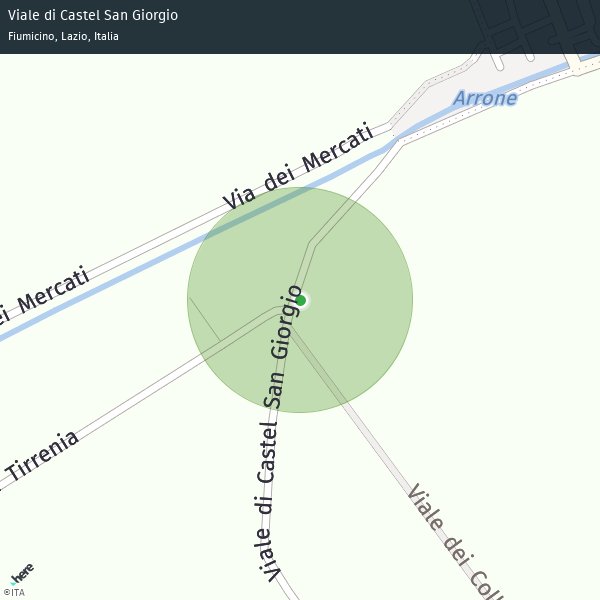 Viale di Castel San Giorgio
Fiumicino, Lazio, Italia
Arrone
Via dei Mercati
ei Mercati
Viale di Castel San Giorgio
Tirrenia
Viale dei Coll
here
©ITA